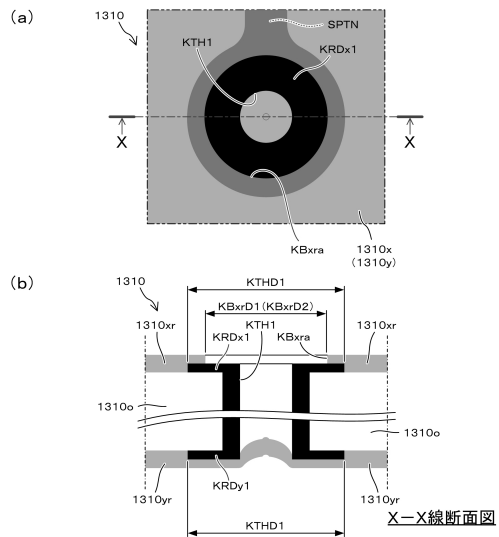 (a)
1310
SPTN
KTH1
KRDx1
X
X
KBxra
1310x
(1310y)
(b)
1310
KTHD1
KBxrD1(KBxrD2)
KTH1
1310xr
KRDx1
KBxra
1310xr
1310o
1310o
1310yr
KRDy1
1310yr
KTHD1
X−X線断面図